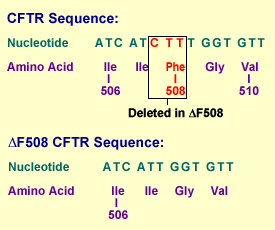 CFTR Sequence:
Nucleotide ATC ATC TTT GGT GTT
Amino Acid Ile Ile Phe Gly Val
506 508 510
Deleted in ΔF508
ΔF508 CFTR Sequence:
Nucleotide ATC ATT GGT GTT
Amino Acid Ile Ile Gly Val
506